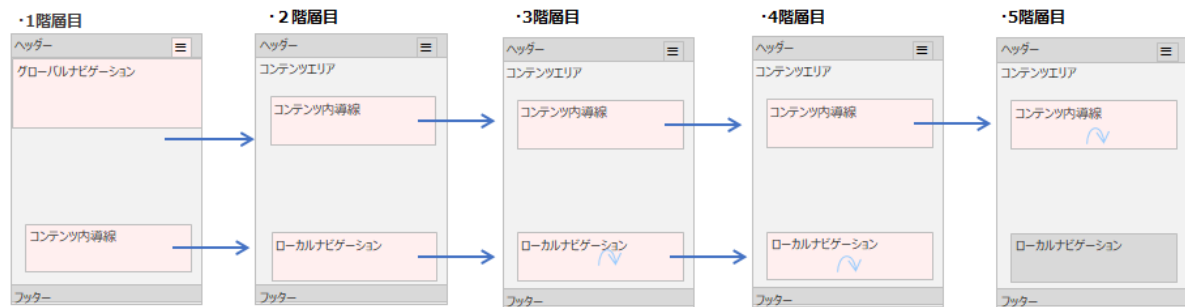 ・1階層目
ヘッダー
グローバルナビゲーション
コンテンツ内導線
フッター
・２階層目
ヘッダー
コンテンツエリア
コンテンツ内導線
ローカルナビゲーション
フッター
・3階層目
ヘッダー
コンテンツエリア
コンテンツ内導線
ローカルナビゲーション
フッター
・4階層目
ヘッダー
コンテンツエリア
コンテンツ内導線
ローカルナビゲーション
フッター
・5階層目
ヘッダー
コンテンツエリア
コンテンツ内導線
ローカルナビゲーション
フッター